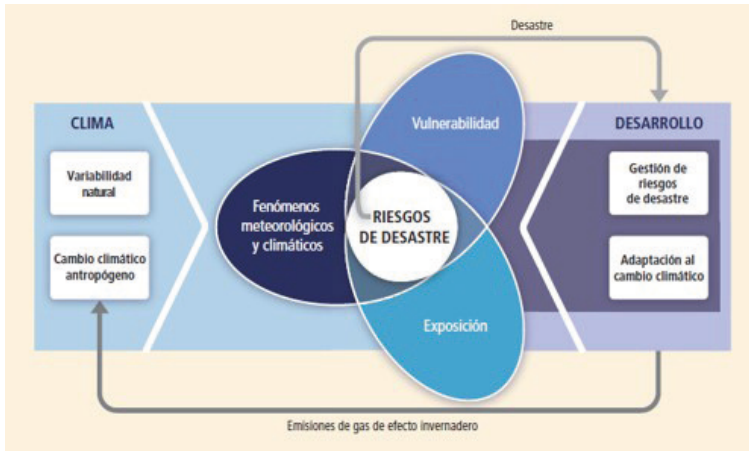 Desastre
CLIMA
Variabilidad
natural
Cambio climático
antropógeno
Fenómenos
meteorológicos
y climáticos
Vulnerabilidad
RIESGOS
DE DESASTRE
Exposición
DESARROLLO
Gestión de
riesgos
de desastre
Adaptación al
cambio climático
Emisiones de gas de efecto invernadero